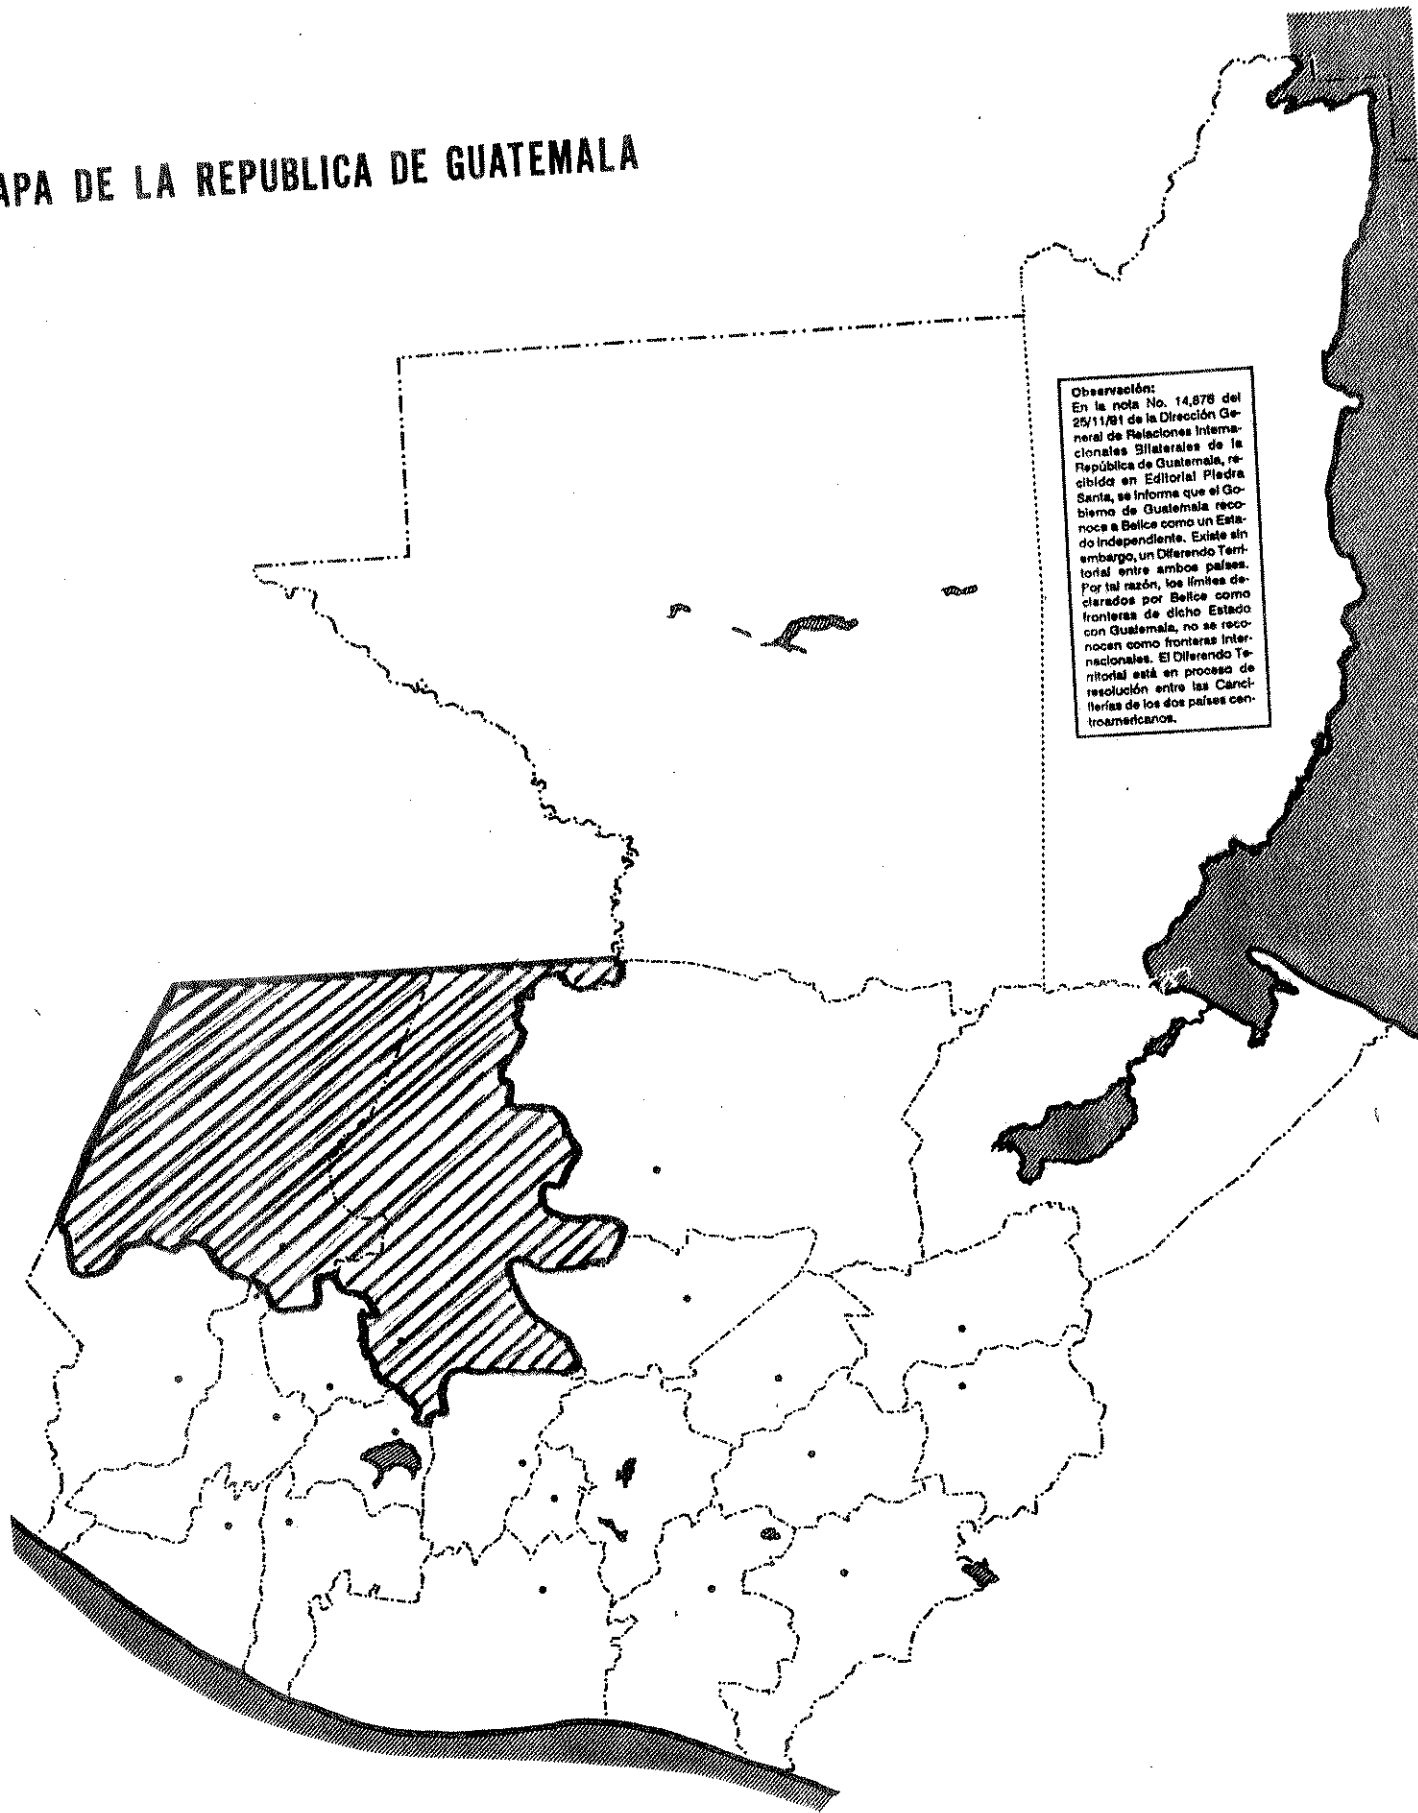 APA DE LA REPUBLICA DE GUATEMALA
Observación:
En la nota No. 14,876 del
25/11/91 de la Dirección Ge-
neral de Relaciones Interna-
cionales Bilaterales de la
República de Guatemala, re-
cibida en Editorial Piedra
Santa, se informa que el Go-
bierno de Guatemala reco-
noce a Belice como un Esta-
do Independiente. Existe sin
embargo, un Diferendo Terri-
torial entre ambos países.
Por tal razón, los límites de-
clarados por Belice como
fronteras de dicho Estado
con Guatemala, no se reco-
nocen como fronteras Inter-
nacionales. El Diferendo Te-
rritorial está en proceso de
resolución entre las Canci-
llerías de los dos países cen-
troamericanos.